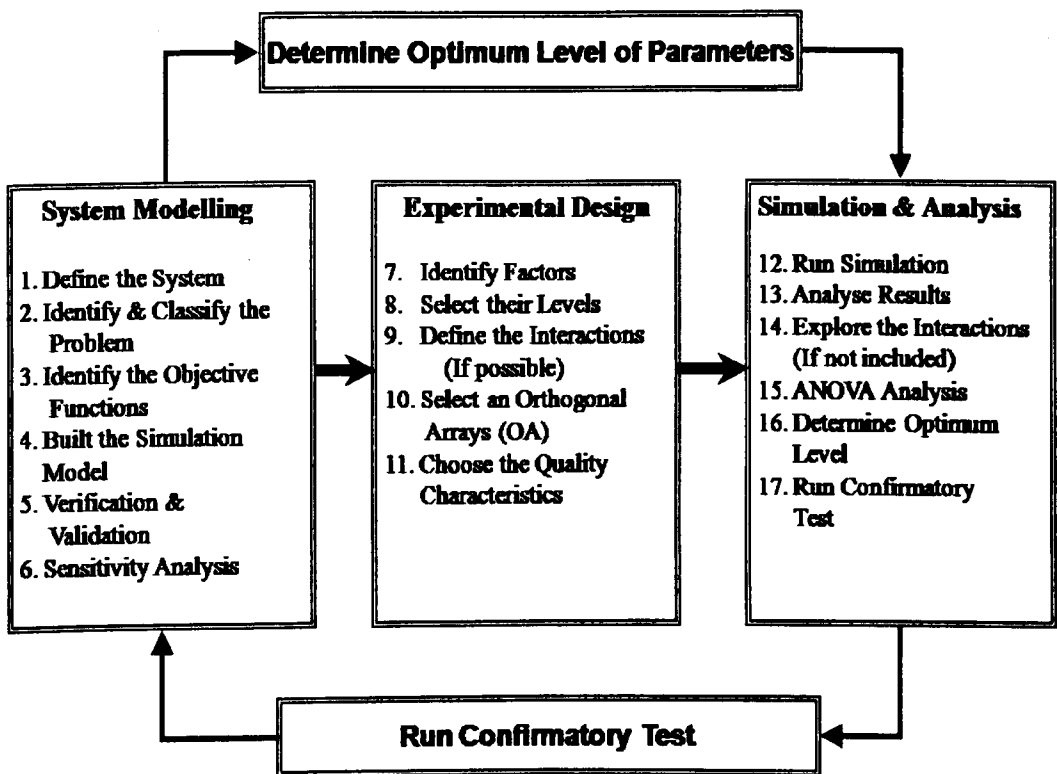 Determine Optimum Level of Parameters
System Modelling
1. Define the System
2. Identify & Classify the
Problem
3. Identify the Objective
Functions
4. Built the Simulation
Model
5. Verification &
Validation
6. Sensitivity Analysis
Experimental Design
7. Identify Factors
8. Select their Levels
9. Define the Interactions
(If possible)
10. Select an Orthogonal
Arrays (OA)
11. Choose the Quality
Characteristics
Simulation & Analysis
12. Run Simulation
13. Analyse Results
14. Explore the Interactions
(If not included)
15. ANOVA Analysis
16. Determine Optimum
Level
17. Run Confirmatory
Test
Run Confirmatory Test